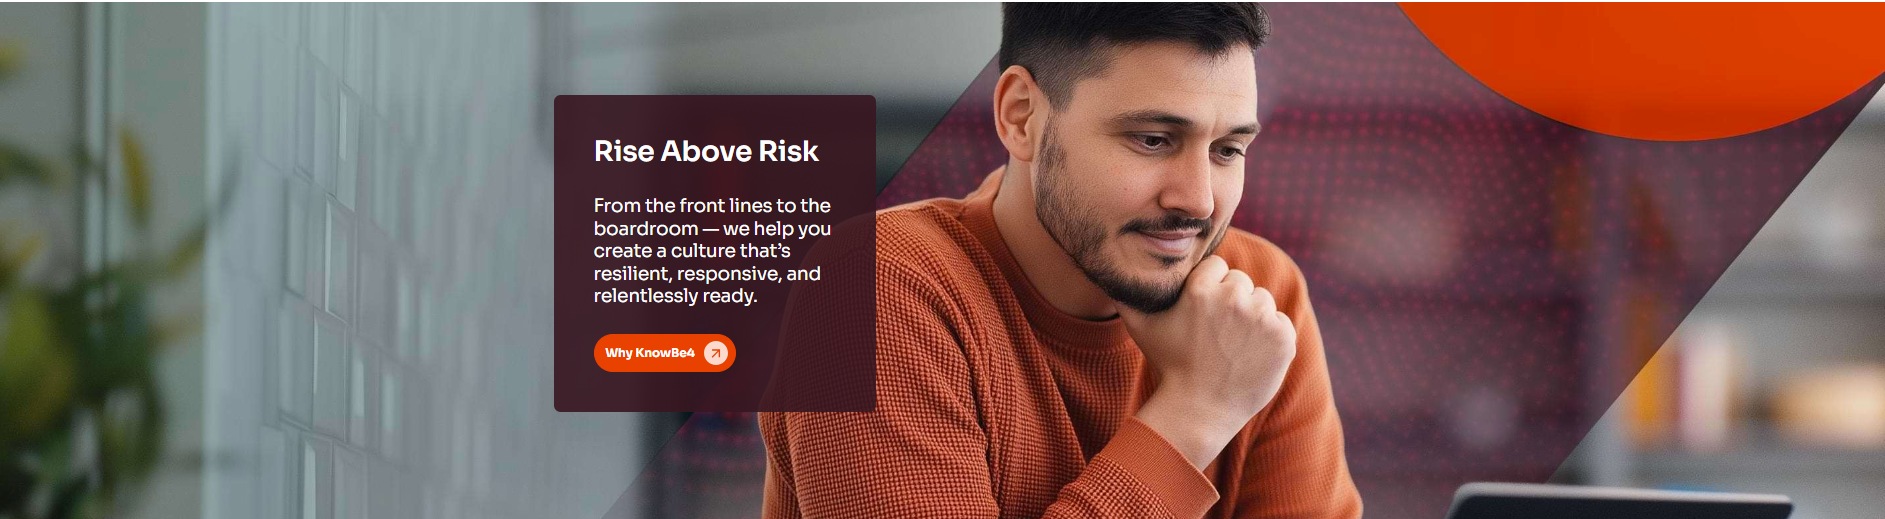 Rise Above Risk
From the front lines to the
boardroom — we help you
create a culture that’s
resilient, responsive, and
relentlessly ready.
Why KnowBe4